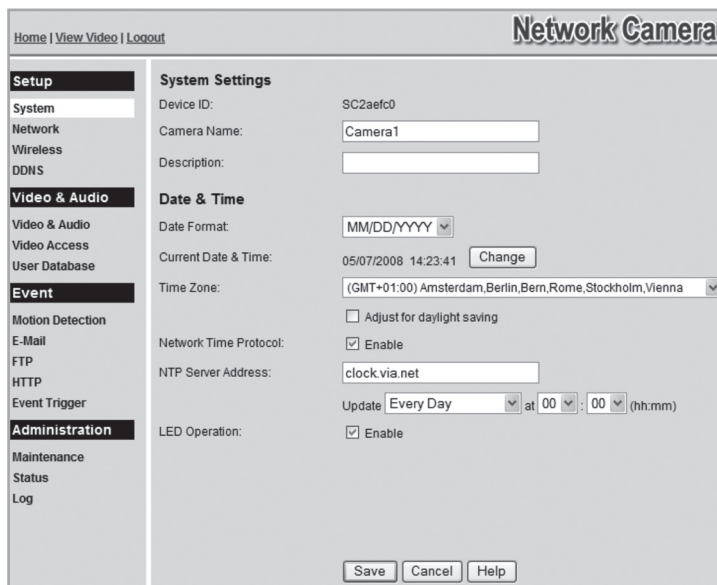 Home | View Video | Logout
Network Camera
Setup
System
Network
Wireless
DDNS
Video & Audio
Video & Audio
Video Access
User Database
Event
Motion Detection
E-Mail
FTP
HTTP
Event Trigger
Administration
Maintenance
Status
Log
System Settings
Device ID: SC2aefc0
Camera Name: Camera1
Description:
Date & Time
Date Format: MM/DD/YYYY
Current Date & Time: 05/07/2008 14:23:41 Change
Time Zone: (GMT+01:00) Amsterdam,Berlin,Bern,Rome,Stockholm,Vienna
Adjust for daylight saving
Network Time Protocol: Enable
NTP Server Address: clock.via.net
Update Every Day at 00 : 00 (hh:mm)
LED Operation: Enable
Save Cancel Help